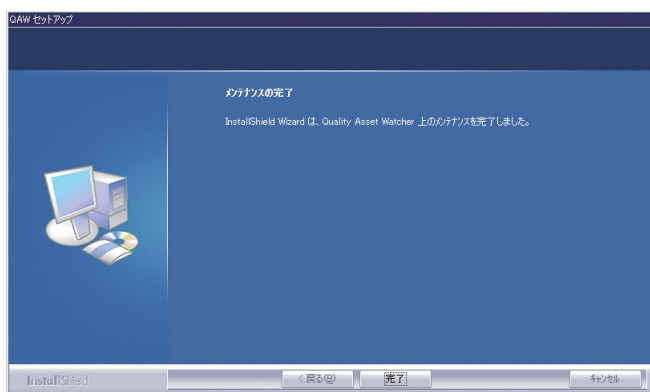 QAW セットアップ
メンテナンスの完了
InstallShield Wizard は、Quality Asset Watcher 上のメンテナンスを完了しました。
InstallShield
< 戻る(B)
完了
キャンセル